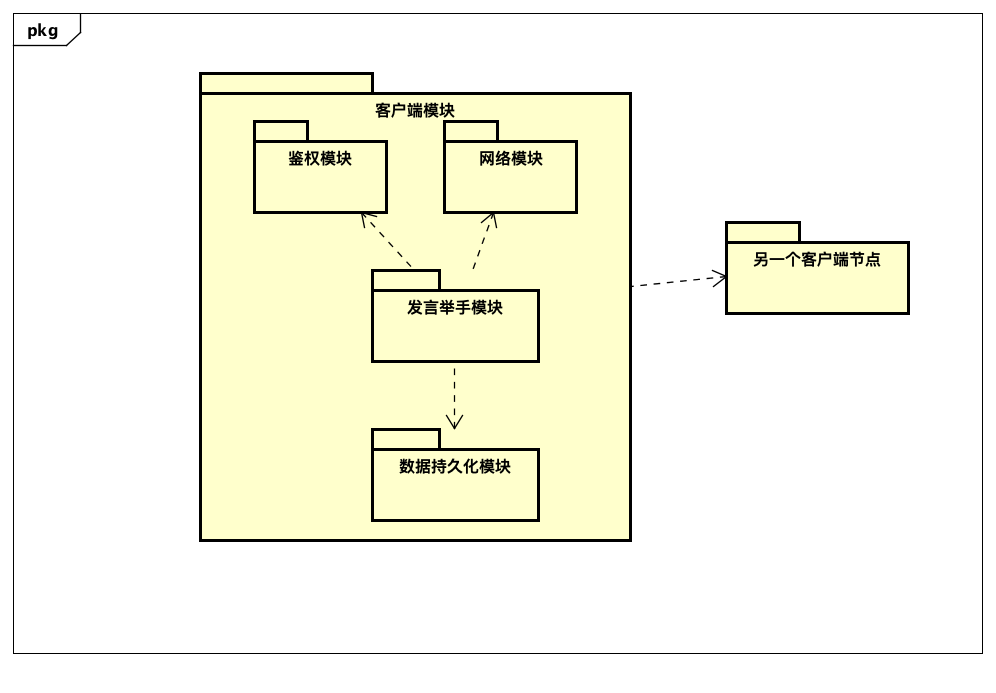 pkg
客户端模块
鉴权模块
网络模块
另一个客户端节点
发言举手模块
数据持久化模块